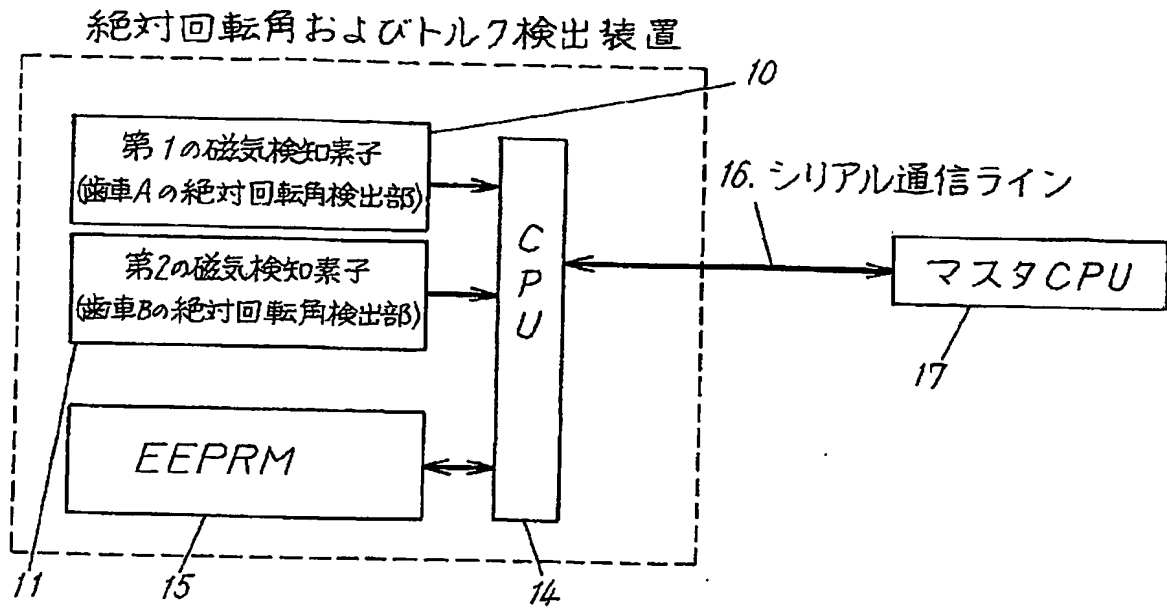 絶対回転角およびトルク検出装置
10
第1の磁気検知素子
(歯車Aの絶対回転角検出部)
16. シリアル通信ライン
第2の磁気検知素子
(歯車Bの絶対回転角検出部)
CPU
マスタCPU
17
EEPRM
11
15
14